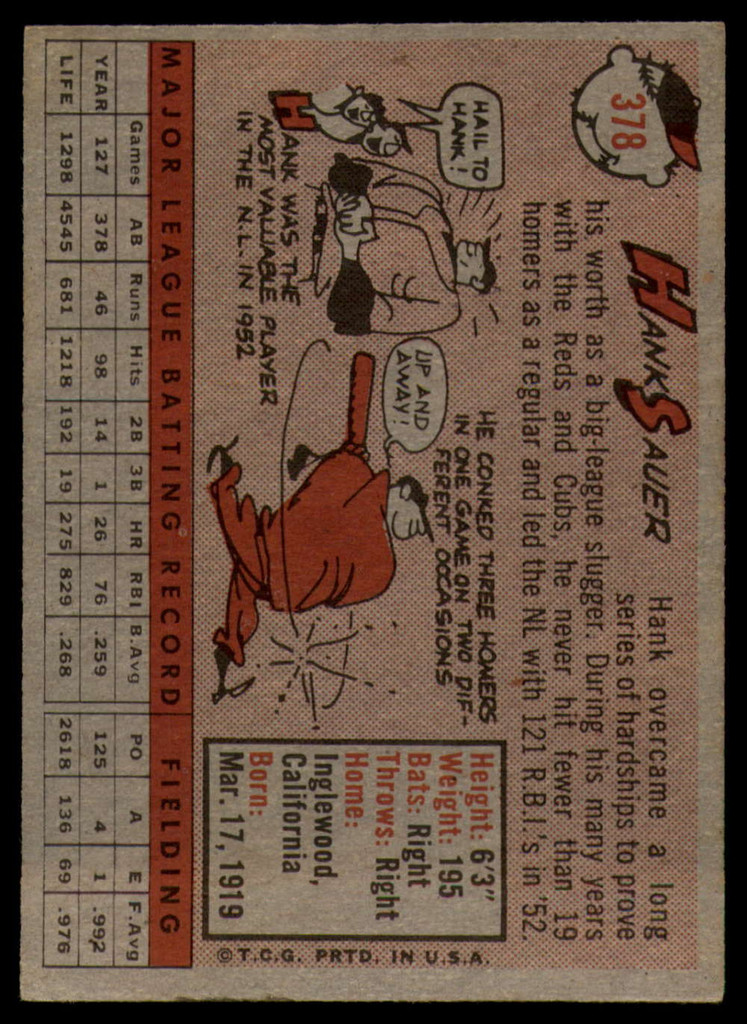 378
HANK SAUER
Hank overcame a long
series of hardships to prove
his worth as a big-league slugger. During his many years
with the Reds and Cubs, he never hit fewer than 19
homers as a regular and led the NL with 121 R.B.I.'s in '52.
HAIL TO
HANK!
HANK WAS THE
MOST VALUABLE PLAYER
IN THE N.L. IN 1952
UP AND
AWAY!
HE CONKED THREE HOMERS
IN ONE GAME ON TWO DIF-
FERENT OCCASIONS
Height: 6'3"
Weight: 195
Bats: Right
Throws: Right
Home:
Inglewood,
California
Born:
Mar. 17, 1919
© T.C.G. PRTD. IN U.S.A.
MAJOR LEAGUE BATTING RECORD FIELDING
Games AB Runs Hits 2B 3B HR RBI B.Avg PO A E F.Avg
YEAR 127 378 46 98 14 1 26 76 .259 125 4 1 .992
LIFE 1298 4545 681 1218 192 19 275 829 .268 2618 136 69 .976